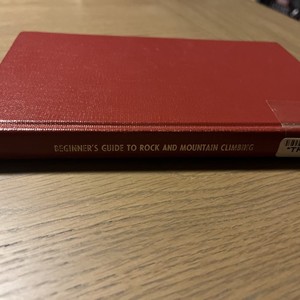 BEGINNER'S GUIDE TO ROCK AND MOUNTAIN CLIMBING